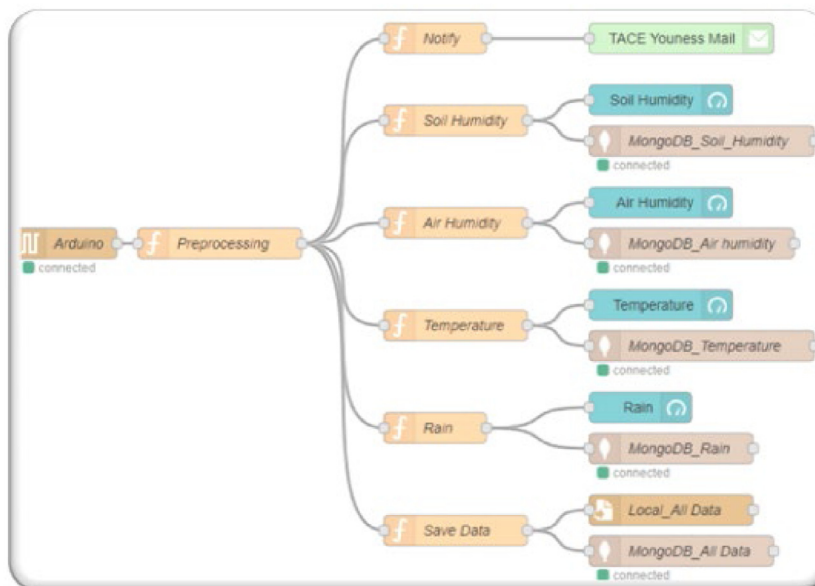 Notify
TACE Youness Mail
Soil Humidity
Soil Humidity
MongoDB_Soil_Humidity
connected
Air Humidity
Air Humidity
MongoDB_Air humidity
connected
Arduino
connected
Preprocessing
Temperature
Temperature
MongoDB_Temperature
connected
Rain
Rain
MongoDB_Rain
connected
Save Data
Local_All Data
MongoDB_All Data
connected